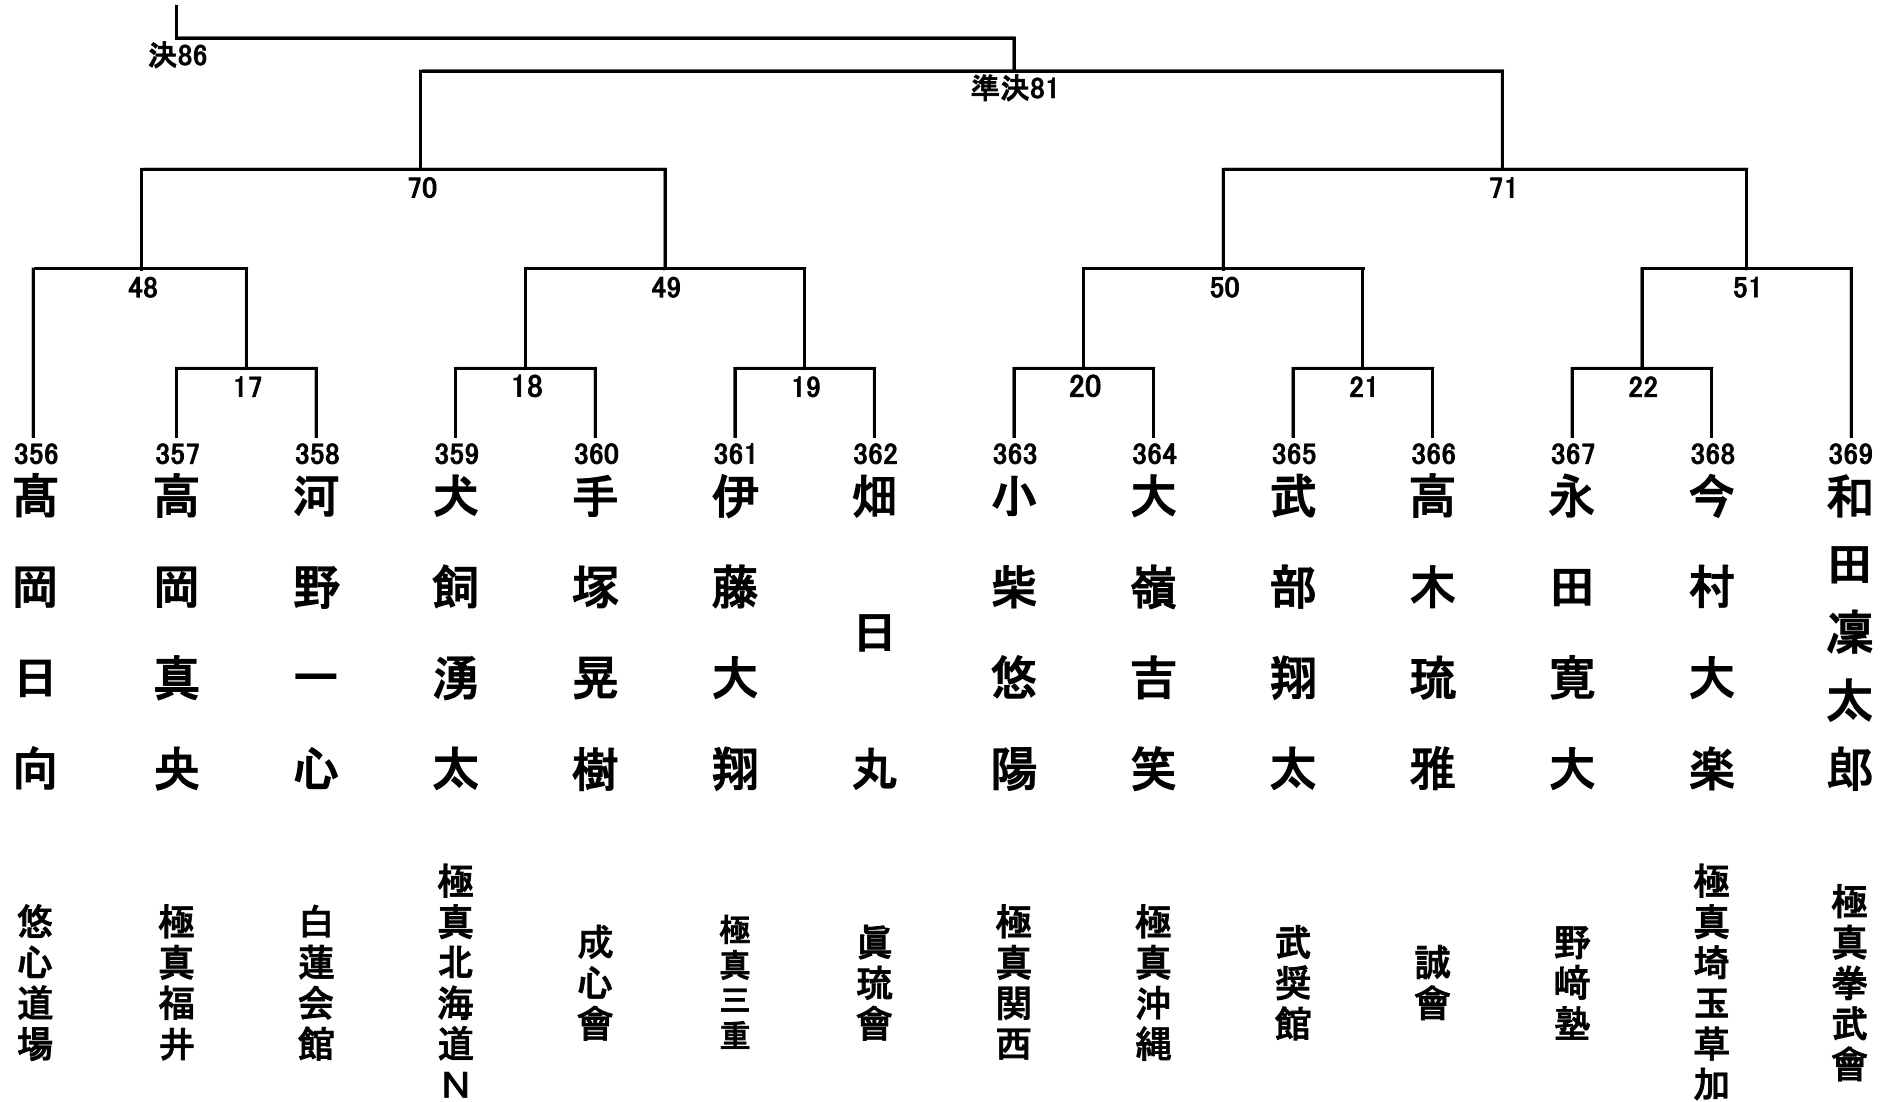 決86
準決81
70
71
48
49
50
51
17
18
19
20
21
22
356
357
358
359
360
361
362
363
364
365
366
367
368
369
髙岡日向
高岡真央
河野一心
犬飼湧太
手塚晃樹
伊藤大翔
畑日丸
小柴悠陽
大嶺吉笑
武部翔太
高木琉雅
永田寛大
今村大楽
和田凜太郎
悠心道場
極真福井
白蓮会館
極真北海道N
成心會
極真三重
眞琉會
極真関西
極真沖縄
武奨館
誠會
野﨑塾
極真埼玉草加
極真拳武會